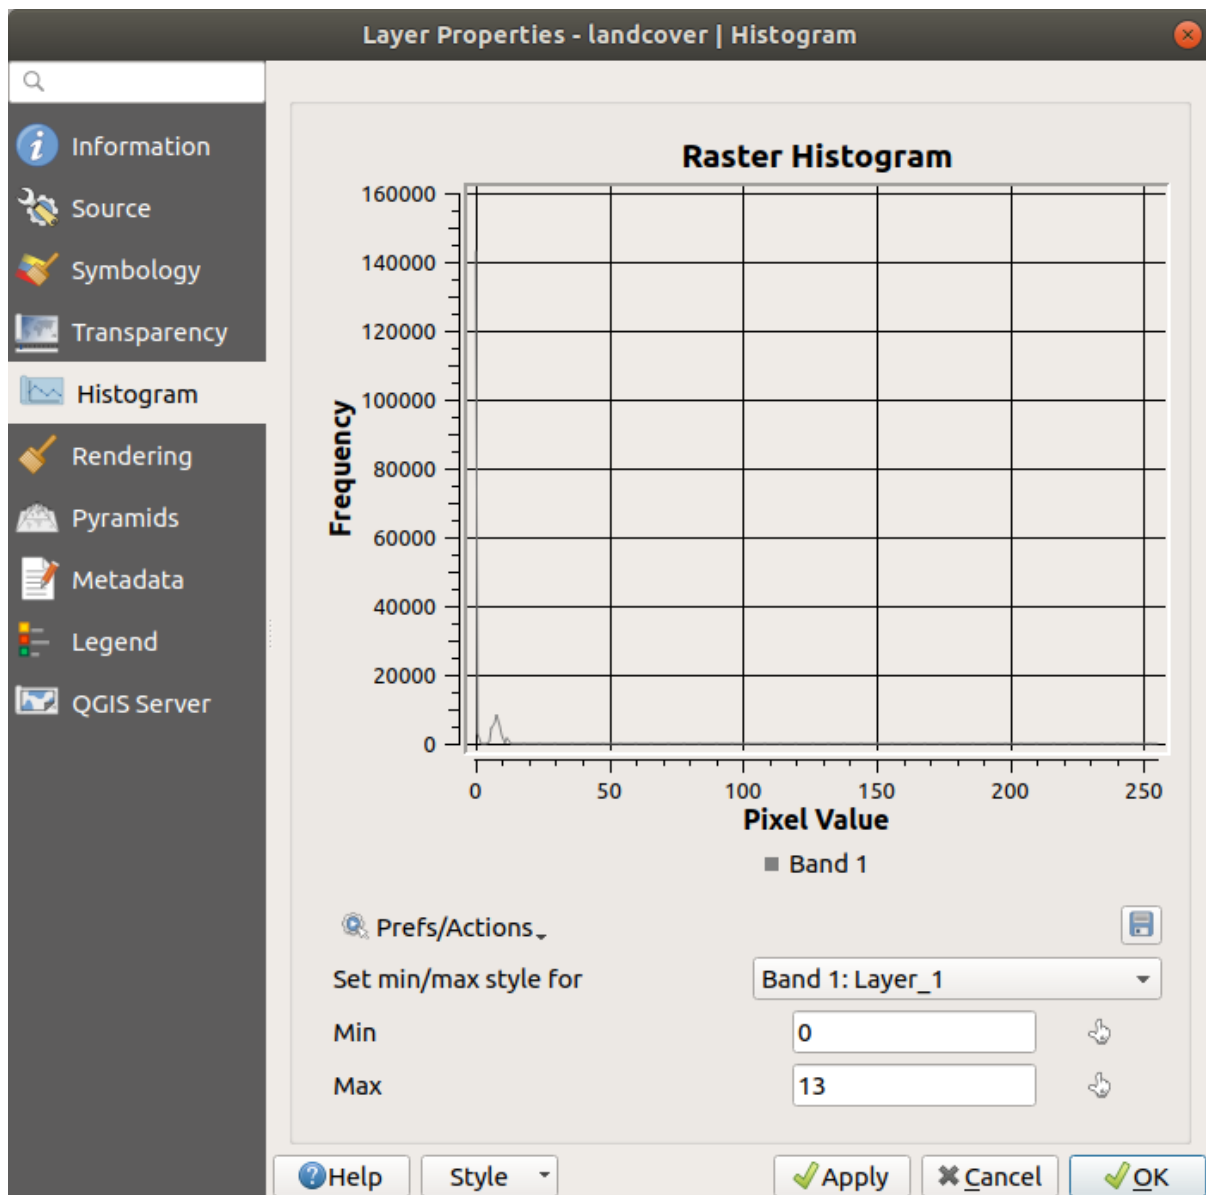 Layer Properties - landcover | Histogram
Information
Source
Symbology
Transparency
Histogram
Rendering
Pyramids
Metadata
Legend
QGIS Server
Raster Histogram
160000
140000
120000
100000
80000
60000
40000
20000
0
Frequency
0 50 100 150 200 250
Pixel Value
Band 1
Prefs/Actions
Set min/max style for Band 1: Layer_1
Min 0
Max 13
Help Style Apply Cancel OK